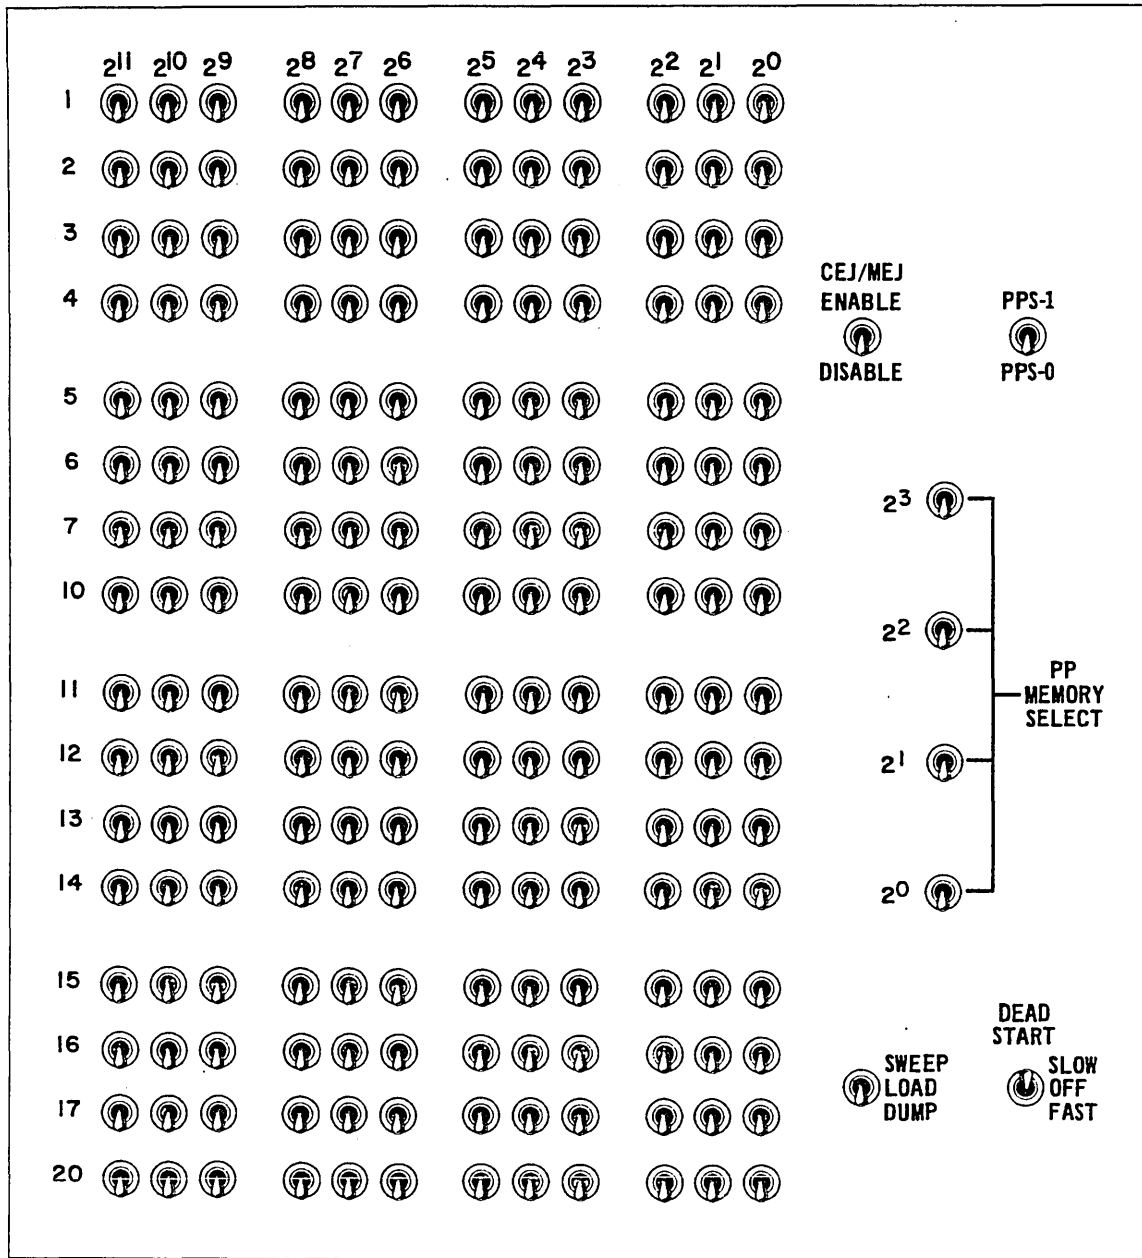 2¹¹ 2¹⁰ 2⁹ 2⁸ 2⁷ 2⁶ 2⁵ 2⁴ 2³ 2² 2¹ 2⁰
1
2
3
4
5
6
7
10
11
12
13
14
15
16
17
20
CEJ/MEJ
ENABLE
DISABLE
PPS-1
PPS-0
2³
2²
2¹
2⁰
PP
MEMORY
SELECT
SWEEP
LOAD
DUMP
DEAD
START
SLOW
OFF
FAST